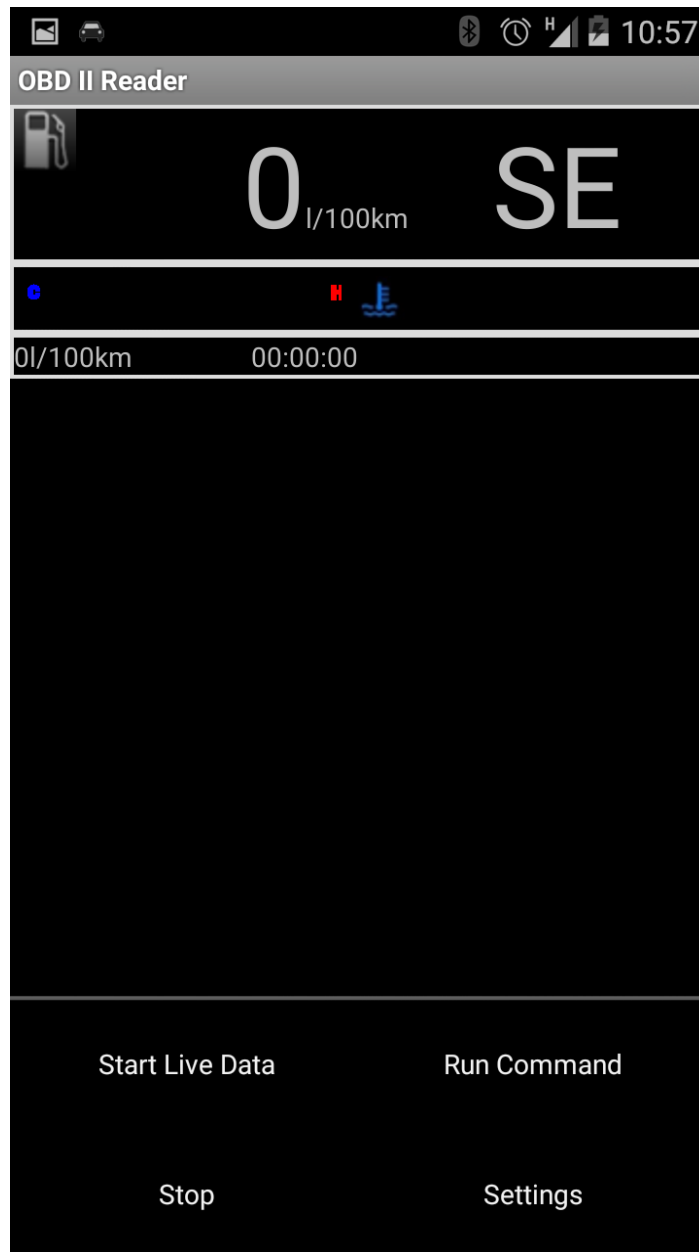 H 10:57
OBD II Reader
0 l/100km SE
C H
0l/100km 00:00:00
Start Live Data Run Command
Stop Settings